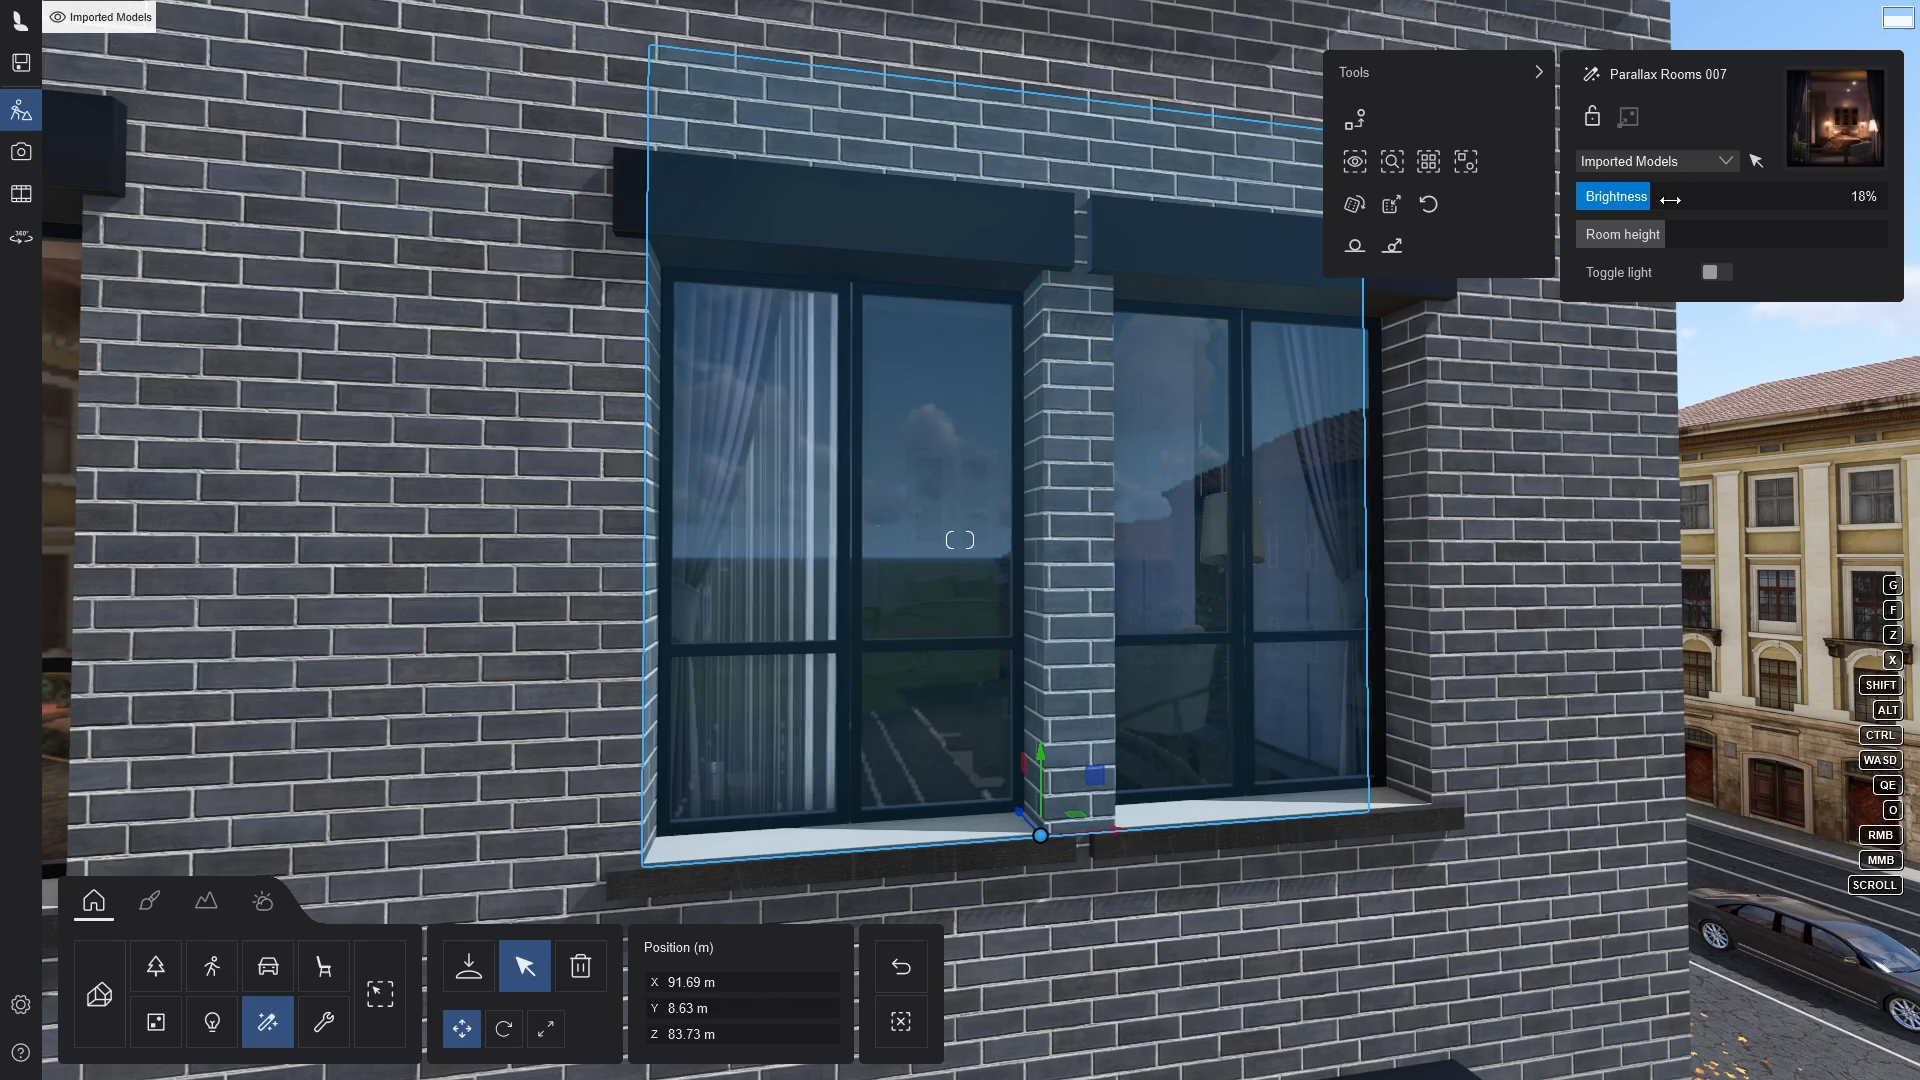 Imported Models
Tools
Parallax Rooms 007
Imported Models
Brightness
18%
Room height
Toggle light
360°
G
F
Z
X
SHIFT
ALT
CTRL
WASD
QE
O
RMB
MMB
SCROLL
Position (m)
X 91.69 m
Y 8.63 m
Z 83.73 m
?